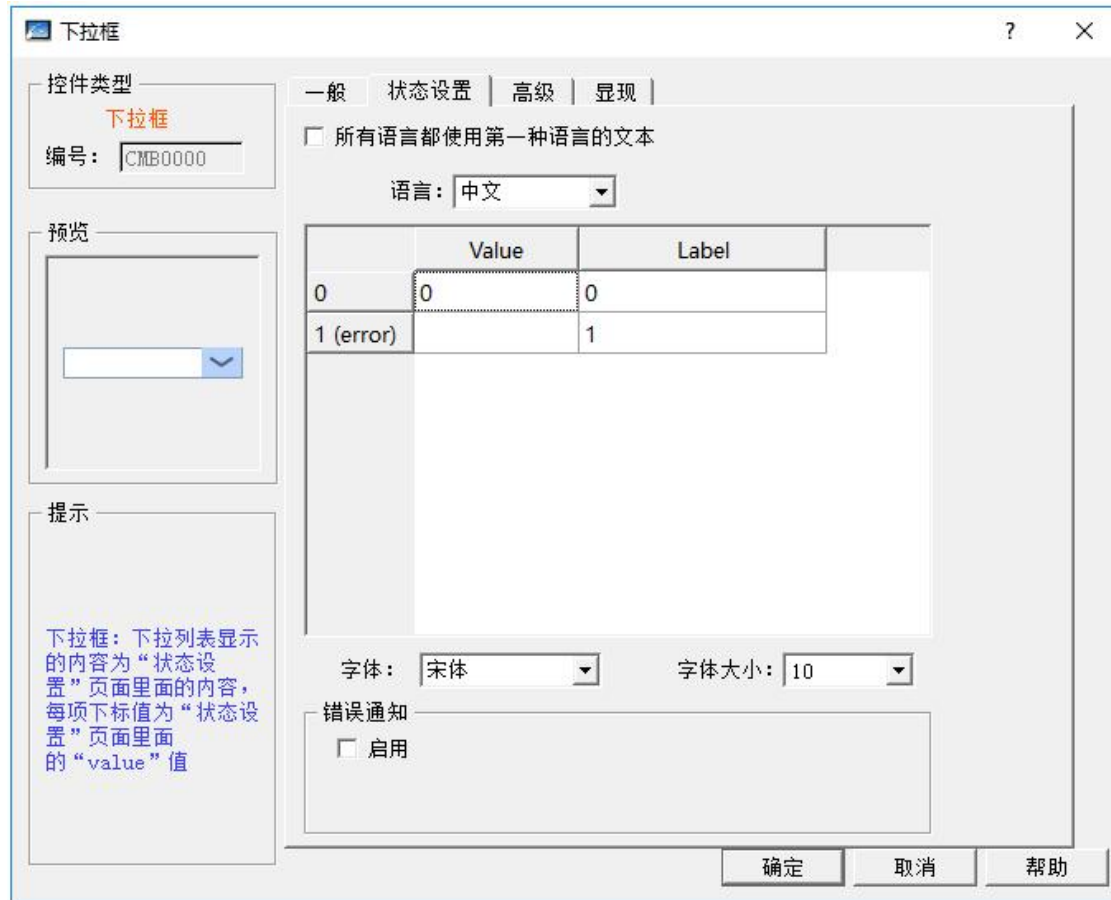 下拉框
?
控件类型
下拉框
编号: CMB0000
预览
提示
下拉框:下拉列表显示
的内容为“状态设
置”页面里面的内容,
每项下标值为“状态设
置”页面里面
的“value”值
一般 状态设置 高级 显现
所有语言都使用第一种语言的文本
语言: 中文
Value Label
0 0 0
1 (error) 1
字体: 宋体 字体大小: 10
错误通知
启用
确定 取消 帮助